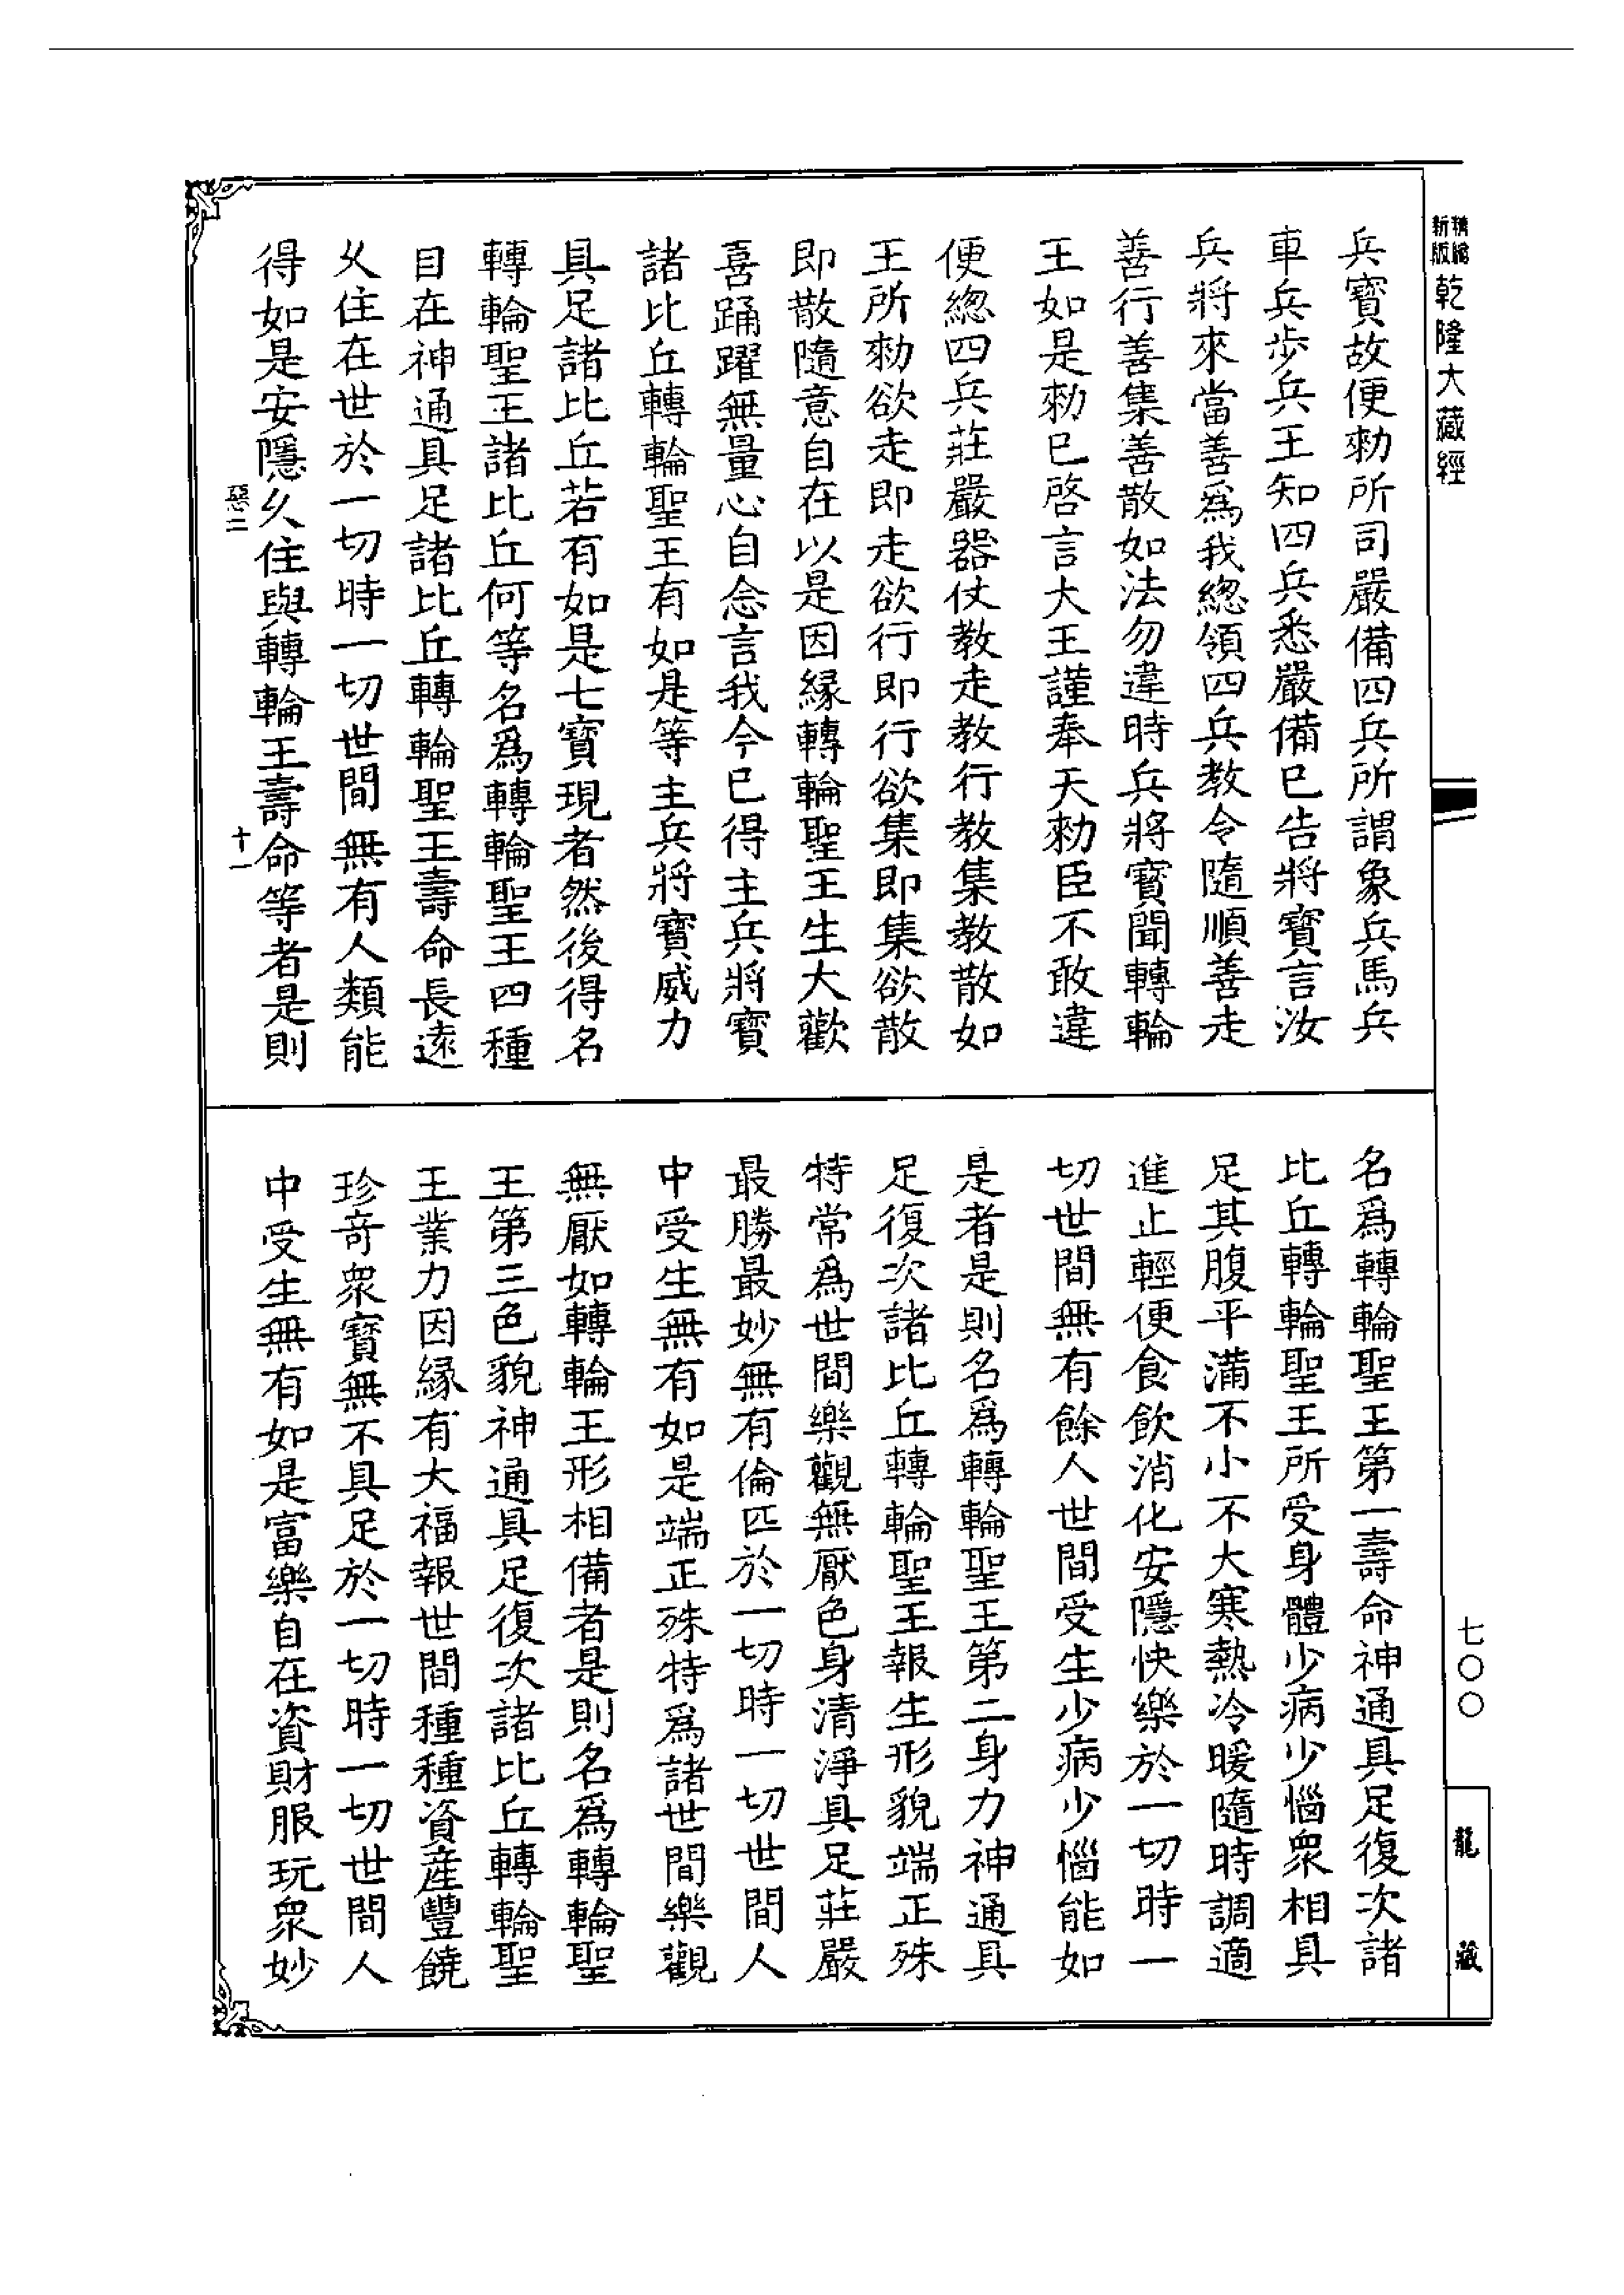 精縮新版乾隆大藏經
兵寶故便勑所司嚴備四兵所謂象兵馬兵
車兵步兵王知四兵悉嚴備已告將寶言汝
兵將來當善爲我總領四兵教令隨順善走
善行善集善散如法勿違時兵將寶聞轉輪
王如是勑已啓言大王謹奉天勑臣不敢違
便總四兵莊嚴器仗教走教行教集教散如
王所勑欲走即走欲行即行欲集即集欲散
即散隨意自在以是因緣轉輪聖王生大歡
喜踊躍無量心自念言我今已得主兵將寶
諸比丘轉輪聖王有如是等主兵將寶威力
具足諸比丘若有如是七寶現者然後得名
轉輪聖王諸比丘何等名爲轉輪聖王四種
自在神通具足諸比丘轉輪聖王壽命長遠
久住在世於一切時一切世間無有人類能
得如是安隱久住與轉輪王壽命等者是則
惡二
十一
名爲轉輪聖王第一壽命神通具足復次諸
比丘轉輪聖王所受身體少病少惱衆相具
足其腹平滿不小不大寒熱冷暖隨時調適
進止輕便食飲消化安隱快樂於一切時一
切世間無有餘人世間受生少病少惱能如
是者是則名爲轉輪聖王第二身力神通具
足復次諸比丘轉輪聖王報生形貌端正殊
特常爲世間樂觀無厭色身清淨具足莊嚴
最勝最妙無有倫匹於一切時一切世間人
中受生無有如是端正殊特爲諸世間樂觀
無厭如轉輪王形相備者是則名爲轉輪聖
王第三色貌神通具足復次諸比丘轉輪聖
王業力因緣有大福報世間種種資産豐饒
珍奇衆寶無不具足於一切時一切世間人
中受生無有如是富樂自在資財服玩衆妙
七〇〇
龍藏